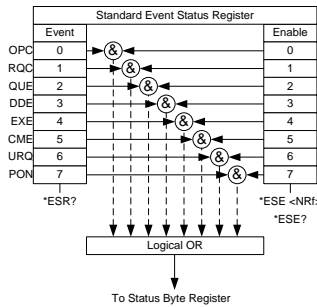 Standard Event Status Register
Event Enable
OPC 0 & 0
RQC 1 & 1
QUE 2 & 2
DDE 3 & 3
EXE 4 & 4
CME 5 & 5
URQ 6 & 6
PON 7 & 7
*ESR? *ESE <NRf:
*ESE?
Logical OR
To Status Byte Register